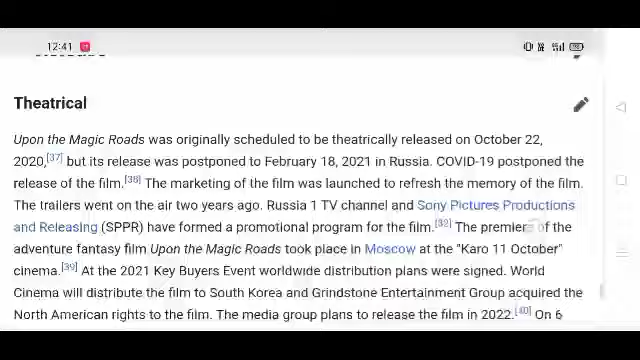 12:41
Theatrical
Upon the Magic Roads was originally scheduled to be theatrically released on October 22,
2020,[37] but its release was postponed to February 18, 2021 in Russia. COVID-19 postponed the
release of the film.[38] The marketing of the film was launched to refresh the memory of the film.
The trailers went on the air two years ago. Russia 1 TV channel and Sony Pictures Productions
and Releasing (SPPR) have formed a promotional program for the film.[32] The premiere of the
adventure fantasy film Upon the Magic Roads took place in Moscow at the "Karo 11 October"
cinema.[39] At the 2021 Key Buyers Event worldwide distribution plans were signed. World
Cinema will distribute the film to South Korea and Grindstone Entertainment Group acquired the
North American rights to the film. The media group plans to release the film in 2022.[40] On 6